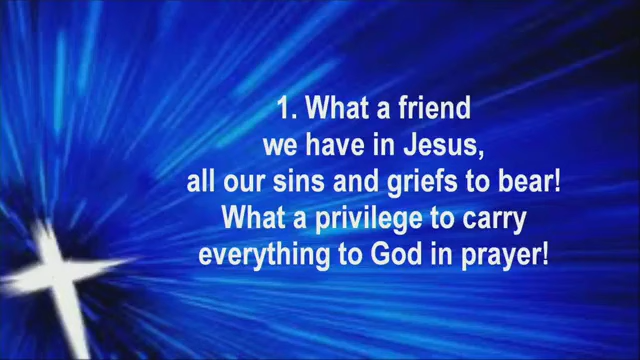 1. What a friend
we have in Jesus,
all our sins and griefs to bear!
What a privilege to carry
everything to God in prayer!